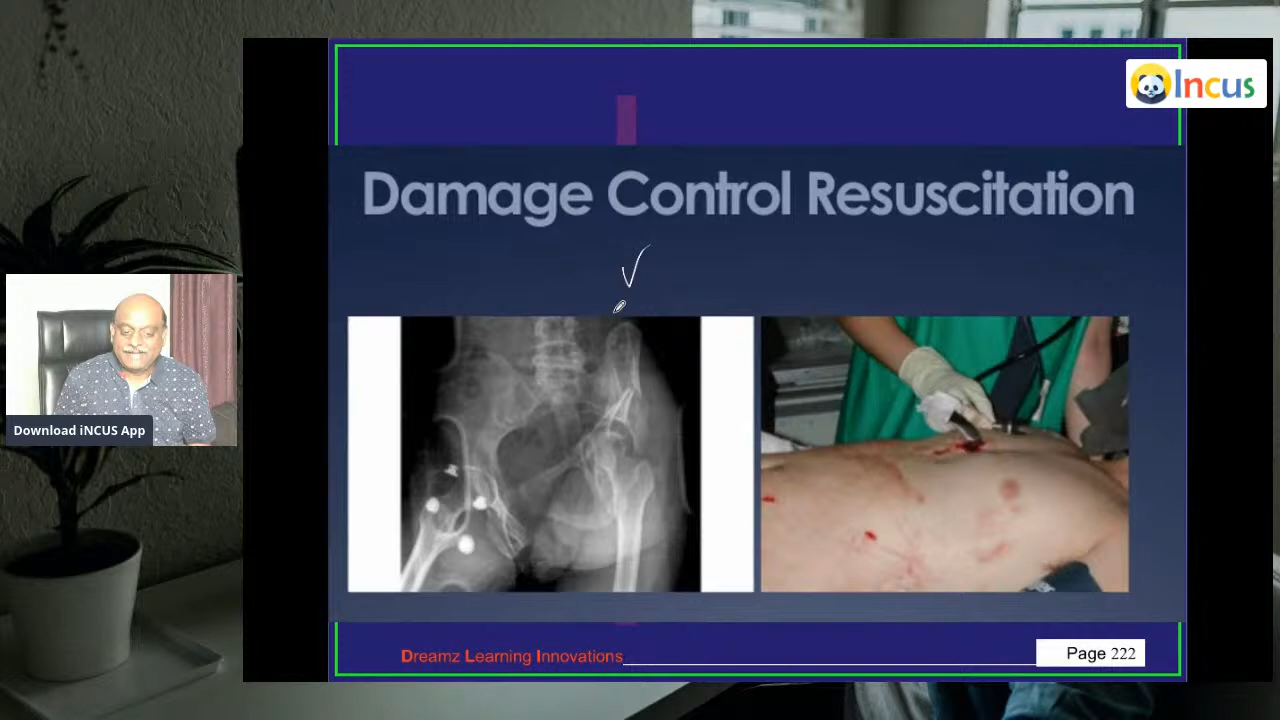 Incus
Damage Control Resuscitation
Download iNCUS App
Dreamz Learning Innovations
Page 222